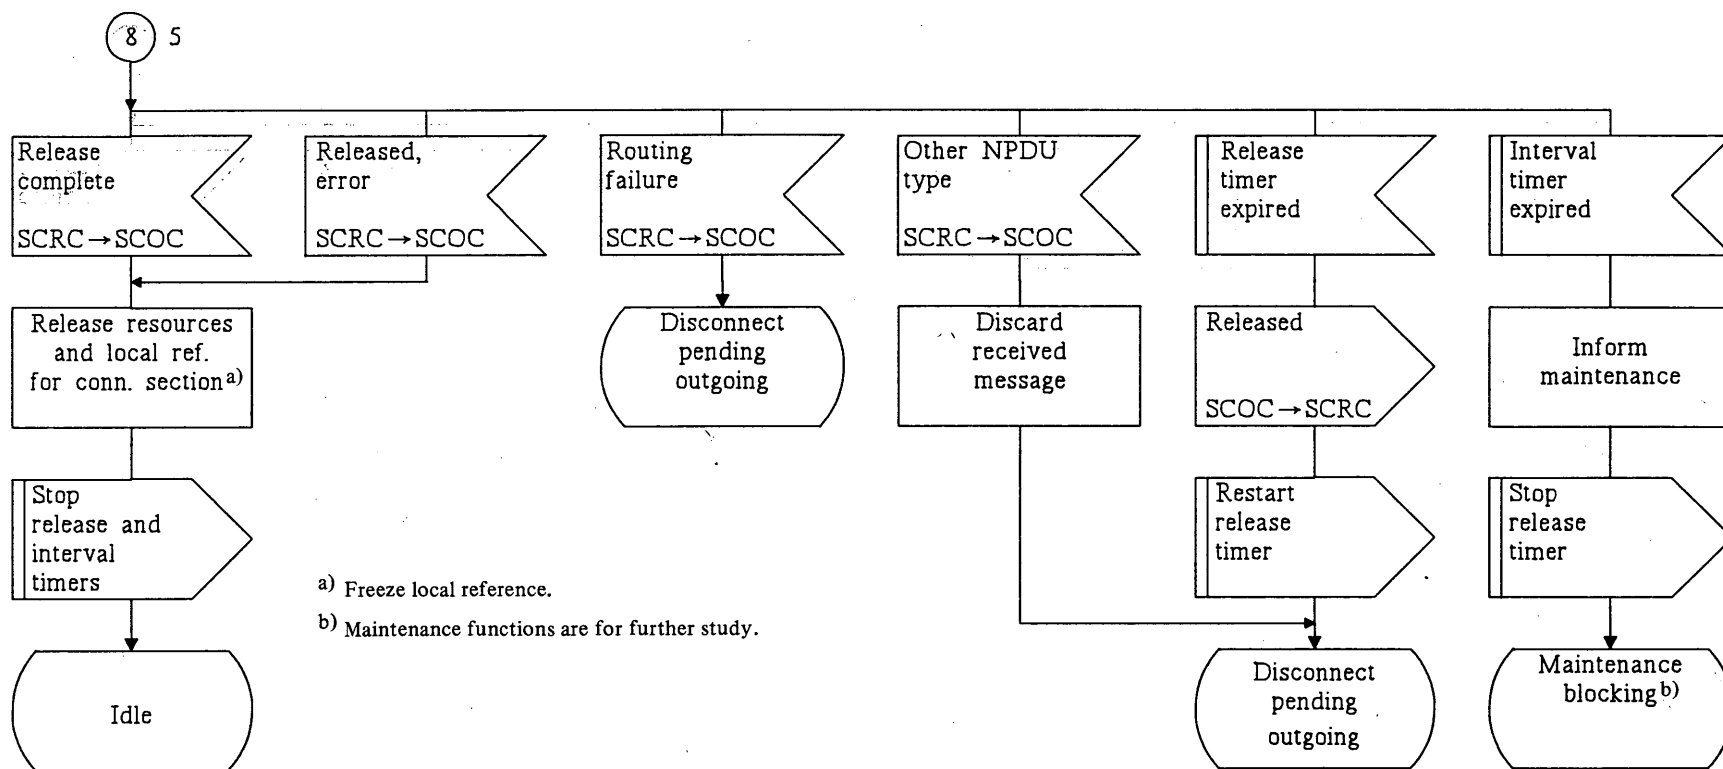 8 5
Release
complete
SCRC → SCOC
Released,
error
SCRC → SCOC
Routing
failure
SCRC → SCOC
Other NPDU
type
SCRC → SCOC
Release
timer
expired
Interval
timer
expired
Release resources
and local ref.
for conn. section a)
Disconnect
pending
outgoing
Discard
received
message
Released
SCOC → SCRC
Inform
maintenance
Stop
release and
interval
timers
Restart
release
timer
Stop
release
timer
a) Freeze local reference.
b) Maintenance functions are for further study.
Idle
Disconnect
pending
outgoing
Maintenance
blocking b)